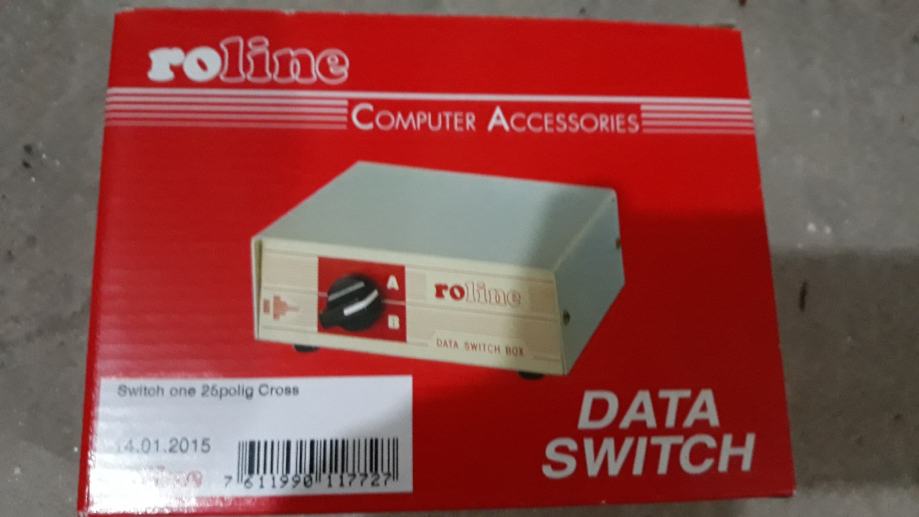 roline
COMPUTER ACCESSORIES
A
roline
B
DATA SWITCH BOX
Switch one 25polig Cross
14.01.2015
roline
7 611990 117727
DATA
SWITCH